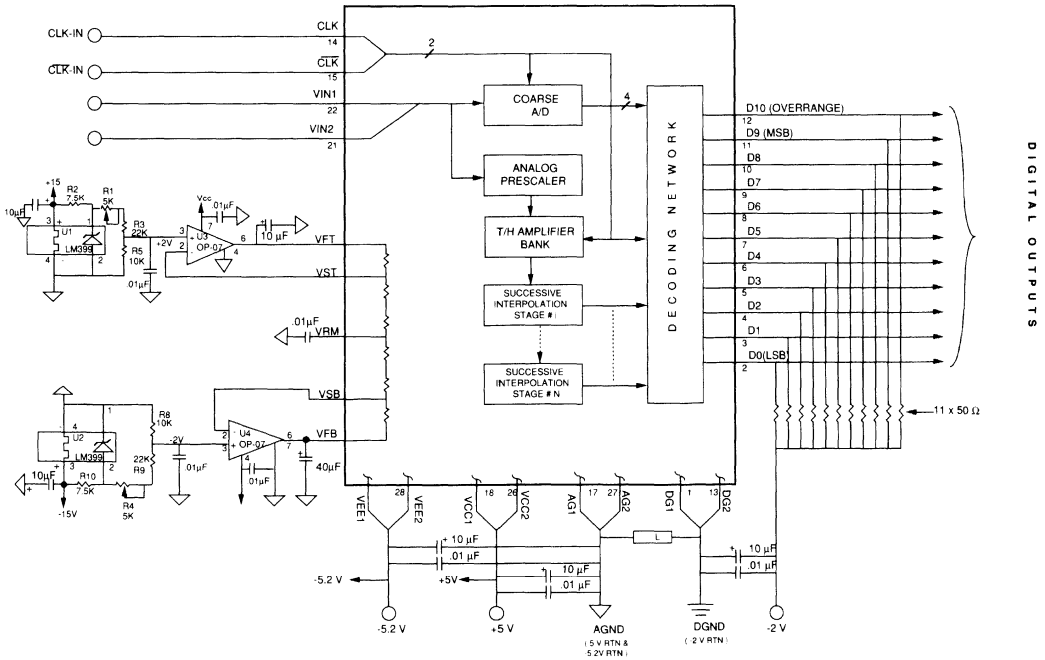 CLK-IN
CLK
14
CLK-IN
CLK
15
VIN1
22
VIN2
21
2
COARSE
A/D
4
ANALOG
PRESCALER
T/H AMPLIFIER
BANK
SUCCESSIVE
INTERPOLATION
STAGE # I
SUCCESSIVE
INTERPOLATION
STAGE # N
DECODING NETWORK
D10 (OVERRANGE)
12
D9 (MSB)
11
D8
10
D7
9
D6
8
D5
7
D4
6
D3
5
D2
4
D1
3
D0(LSB)
2
DIGITAL OUTPUTS
11 x 50 Ω
+15
R2
7.5K
R1
5K
10µF
+
3
+
1
U1
LM399
4
-
2
R3
22K
R5
10K
+2V
.01µF
Vcc
.01µF
7
3
+
U3
2
-
OP-07
6
4
+
10 µF
VFT
VST
.01µF
VRM
VSB
VFB
1
4
-
U2
LM399
3
+
2
R8
10K
22K
R9
-2V
.01µF
10µF
+
R10
7.5K
R4
5K
-15V
2
-
U4
3
+
OP-07
6
7
4
.01µF
+
40µF
VEE1
28
VEE2
18
VCC1
26
VCC2
17
AG1
27
AG2
1
DG1
13
DG2
+ 10 µF
.01 µF
L
+ 10 µF
.01 µF
+ 10 µF
.01 µF
-5.2 V
+5V
-5.2 V
+5 V
AGND
( 5 V RTN &
-5.2V RTN )
DGND
( -2 V RTN )
-2 V